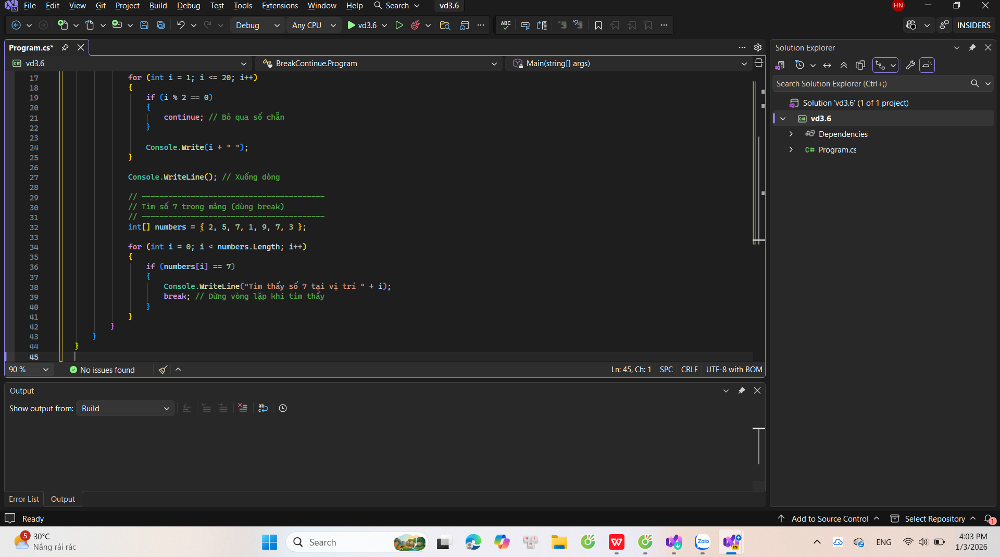 File Edit View Git Project Build Debug Test Tools Extensions Window Help Search vd3.6 HN
Debug Any CPU vd3.6 ABC INSIDERS
Program.cs*
vd3.6 BreakContinue.Program Main(string[] args)
17 for (int i = 1; i <= 20; i++)
18 {
19 if (i % 2 == 0)
20 {
21 continue; // Bỏ qua số chẵn
22 }
23
24 Console.Write(i + " ");
25 }
26
27 Console.WriteLine(); // Xuống dòng
28
29 // -----------------------------------------
30 // Tìm số 7 trong mảng (dùng break)
31 // -----------------------------------------
32 int[] numbers = { 2, 5, 7, 1, 9, 7, 3 };
33
34 for (int i = 0; i < numbers.Length; i++)
35 {
36 if (numbers[i] == 7)
37 {
38 Console.WriteLine("Tìm thấy số 7 tại vị trí " + i);
39 break; // Dừng vòng lặp khi tìm thấy
40 }
41 }
42 }
43 }
44 }
45
90 % No issues found Ln: 45, Ch: 1 SPC CRLF UTF-8 with BOM
Output
Show output from: Build
Error List Output
Solution Explorer
Search Solution Explorer (Ctrl+;)
Solution 'vd3.6' (1 of 1 project)
vd3.6
Dependencies
C# Program.cs
Ready Add to Source Control Select Repository 1
5 30°C
Nắng rải rác
Search
Zalo
IN
ENG
4:03 PM
1/3/2026